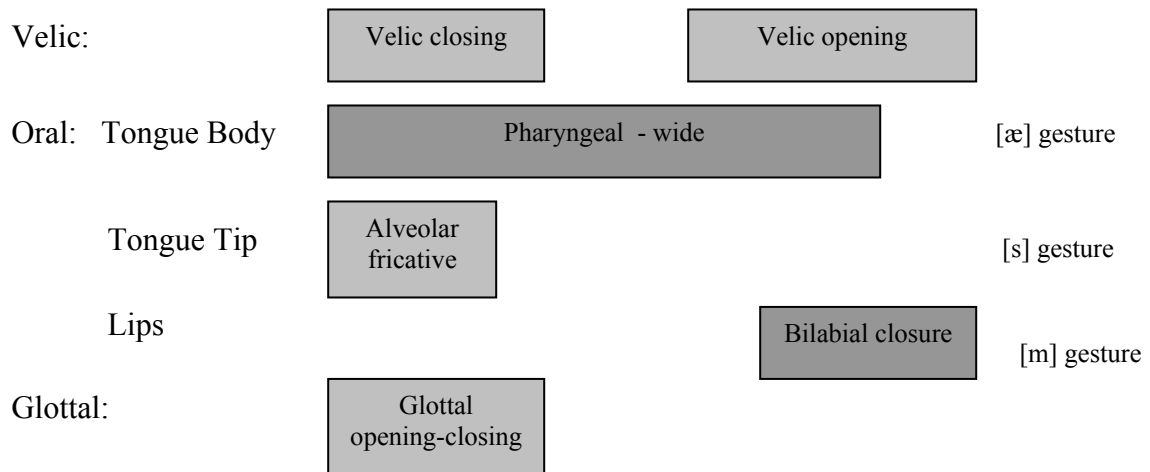 Velic:
Velic closing
Velic opening
Oral: Tongue Body
Pharyngeal - wide
[æ] gesture
Tongue Tip
Alveolar
fricative
[s] gesture
Lips
Bilabial closure
[m] gesture
Glottal:
Glottal
opening-closing